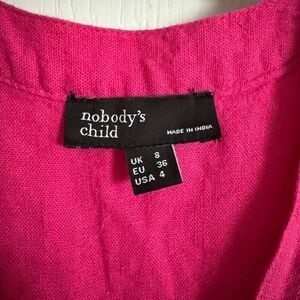 nobody's
child
MADE IN INDIA
UK 8
EU 36
USA 4